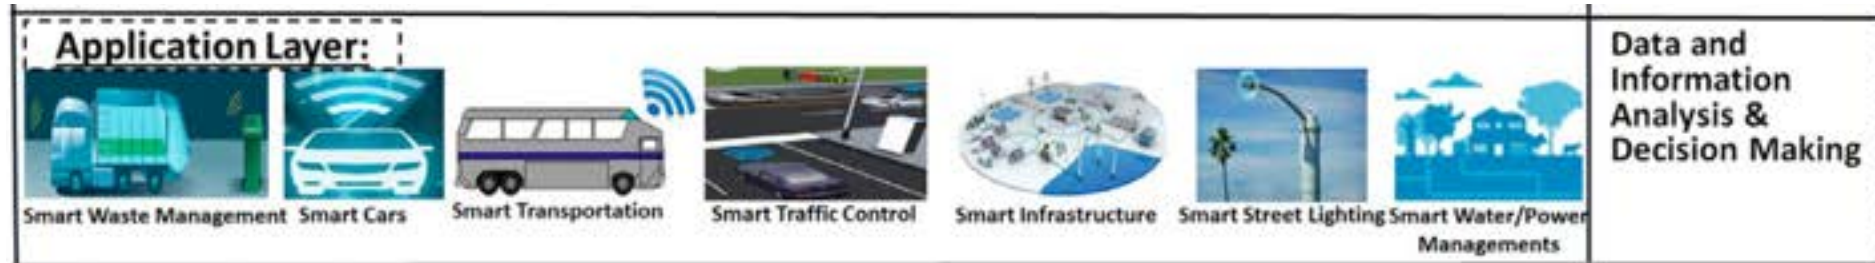 Application Layer:
Smart Waste Management
Smart Cars
Smart Transportation
Smart Traffic Control
Smart Infrastructure
Smart Street Lighting
Smart Water/Power
Managements
Data and
Information
Analysis &
Decision Making